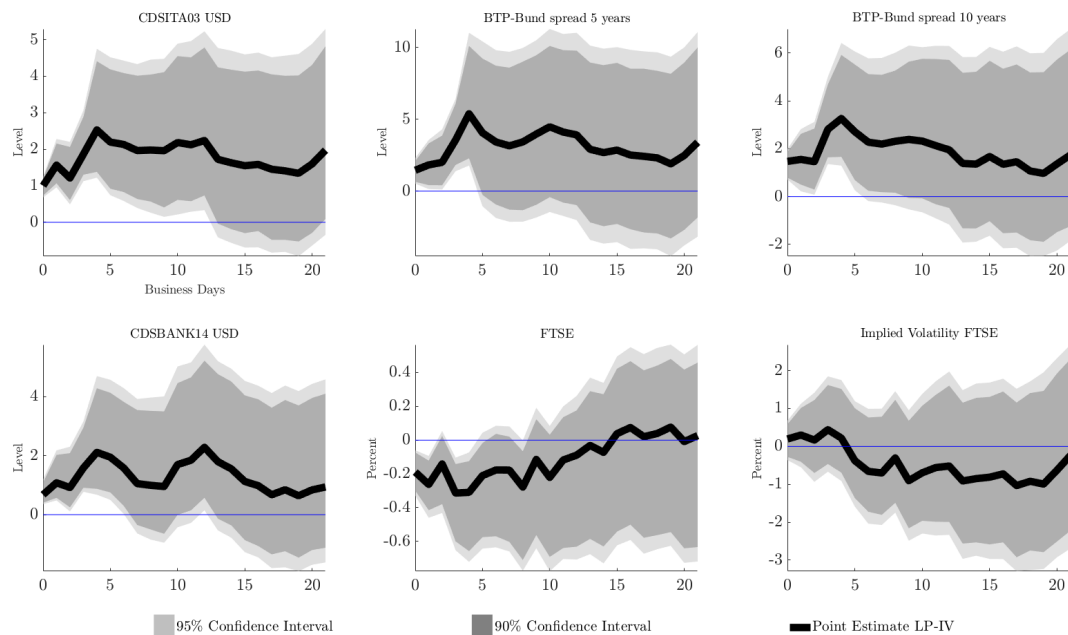 CDSITA03 USD
BTP-Bund spread 5 years
BTP-Bund spread 10 years
5
4
3
2
1
0
Level
0 5 10 15 20
Business Days
10
5
0
Level
0 5 10 15 20
6
4
2
0
-2
Level
0 5 10 15 20
CDSBANK14 USD
FTSE
Implied Volatility FTSE
4
2
0
Level
0 5 10 15 20
0.4
0.2
0
-0.2
-0.4
-0.6
Percent
0 5 10 15 20
2
1
0
-1
-2
-3
Percent
0 5 10 15 20
95% Confidence Interval
90% Confidence Interval
Point Estimate LP-IV